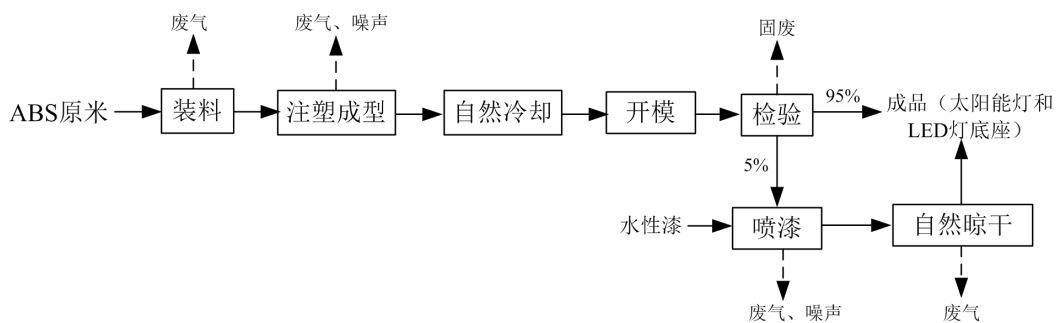 废气
废气、噪声
固废
ABS原米
装料
注塑成型
自然冷却
开模
检验
95%
成品（太阳能灯和
LED灯底座）
5%
水性漆
喷漆
自然晾干
废气、噪声
废气